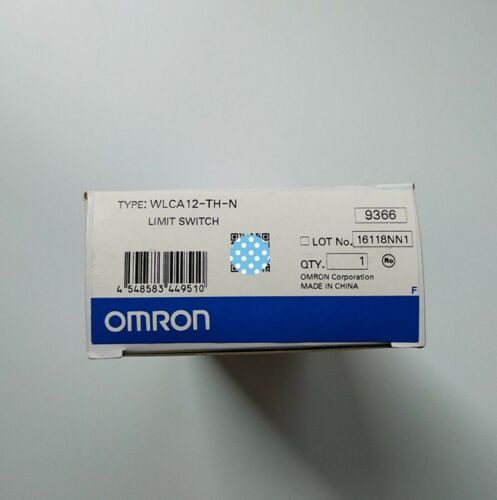 TYPE: WLCA12-TH-N
LIMIT SWITCH
9366
LOT No. 16118NN1
QTY. 1 Ro
OMRON Corporation
MADE IN CHINA
4 548583 449510
F
OMRON